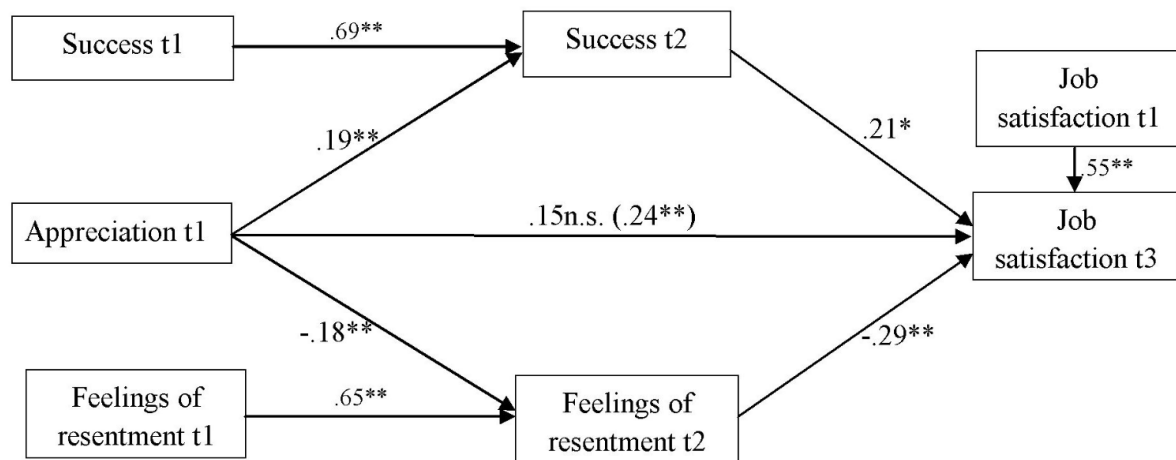 Success t1
.69**
Success t2
Job
satisfaction t1
.19**
.21*
.55**
Appreciation t1
.15n.s. (.24**)
Job
satisfaction t3
-.18**
-.29**
Feelings of
resentment t1
.65**
Feelings of
resentment t2